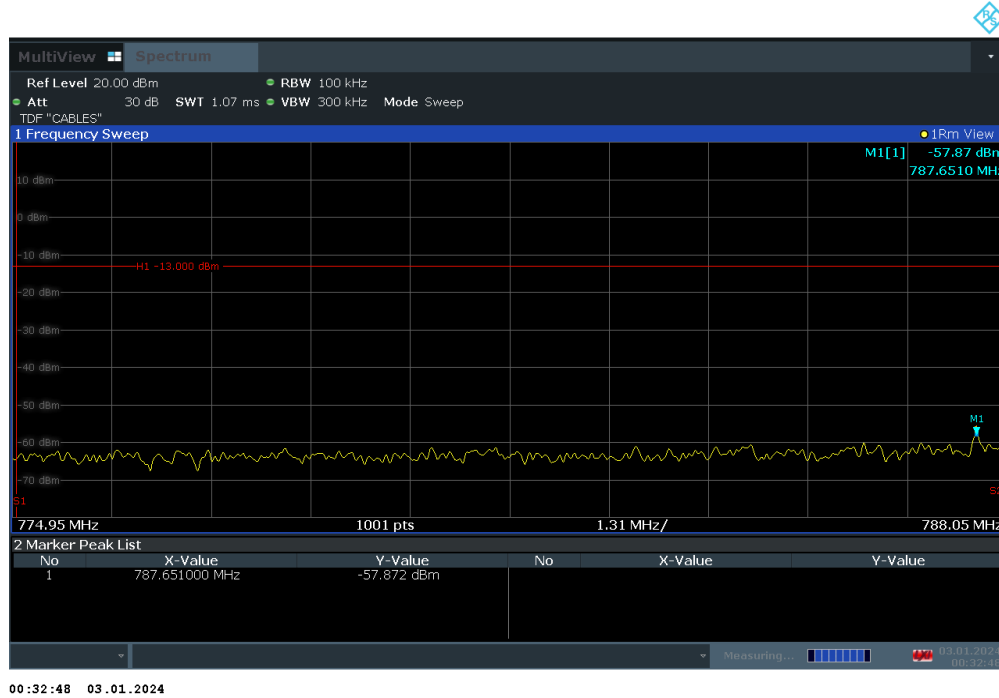 R&S
MultiView Spectrum
Ref Level 20.00 dBm RBW 100 kHz
Att 30 dB SWT 1.07 ms VBW 300 kHz Mode Sweep
TDF "CABLES"
1 Frequency Sweep 1Rm View
M1[1] -57.87 dBm
787.6510 MHz
10 dBm
0 dBm
-10 dBm
H1 -13.000 dBm
-20 dBm
-30 dBm
-40 dBm
-50 dBm
M1
-60 dBm
-70 dBm
S1
774.95 MHz 1001 pts 1.31 MHz/ 788.05 MHz
2 Marker Peak List
No X-Value Y-Value No X-Value Y-Value
1 787.651000 MHz -57.872 dBm
Measuring... 03.01.2024
00:32:48
00:32:48 03.01.2024